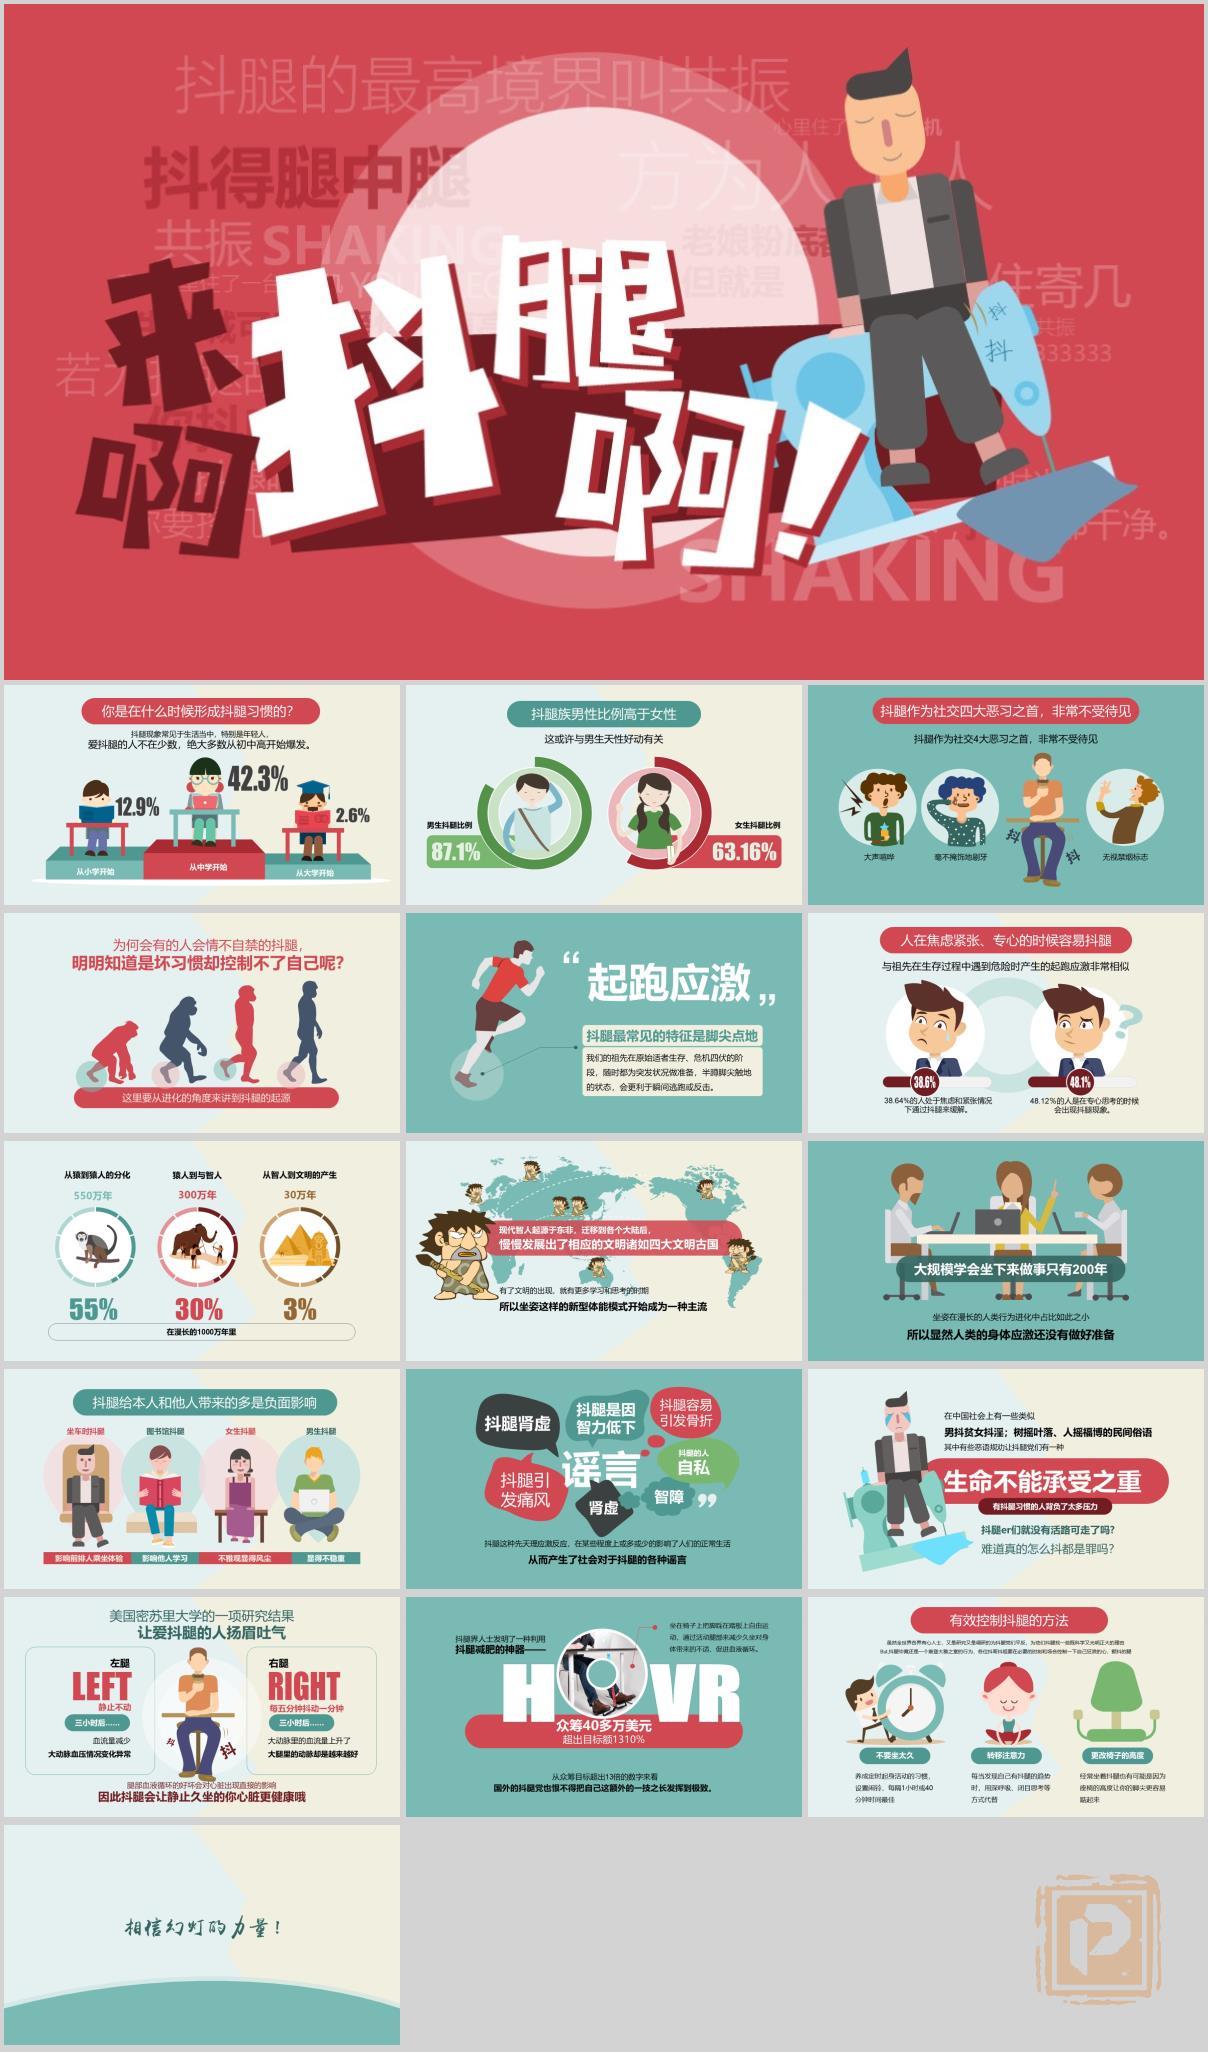 抖腿的最高境界叫共振
心里住了
机
抖得腿中腿
方为人
人
共振 SHAKING
老娘粉底
但就是
住寄几
共振
333333
来
啊
抖腿
啊!
你要抖
干净。
SHAKING
抖
抖
你是在什么时候形成抖腿习惯的?
抖腿现象常见于生活当中,特别是年轻人,
爱抖腿的人不在少数,绝大多数从初中高开始爆发。
12.9%
42.3%
2.6%
从小学开始
从中学开始
从大学开始
抖腿族男性比例高于女性
这或许与男生天性好动有关
男生抖腿比例
87.1%
女生抖腿比例
63.16%
抖腿作为社交四大恶习之首,非常不受待见
抖腿作为社交4大恶习之首,非常不受待见
抖
抖
大声喧哗
毫不掩饰地剔牙
无视禁烟标志
为何会有的人会情不自禁的抖腿,
明明知道是坏习惯却控制不了自己呢?
这里要从进化的角度来讲到抖腿的起源
“起跑应激”
抖腿最常见的特征是脚尖点地
我们的祖先在原始适者生存、危机四伏的阶
段,随时都为突发状况做准备,半蹲脚尖触地
的状态,会更利于瞬间逃跑或反击。
人在焦虑紧张、专心的时候容易抖腿
与祖先在生存过程中遇到危险时产生的起跑应激非常相似
?
38.6%
48.1%
38.64%的人处于焦虑和紧张情况
下通过抖腿来缓解。
48.12%的人是在专心思考的时候
会出现抖腿现象。
从猿到猿人的分化
550万年
55%
猿人到与智人
300万年
30%
从智人到文明的产生
30万年
3%
在漫长的1000万年里
现代智人起源于东非,迁移到各个大陆后,
慢慢发展出了相应的文明诸如四大文明古国
有了文明的出现,就有更多学习和思考的时期
所以坐姿这样的新型体能模式开始成为一种主流
大规模学会坐下来做事只有200年
坐姿在漫长的人类行为进化中占比如此之小
所以显然人类的身体应激还没有做好准备
抖腿给本人和他人带来的多是负面影响
坐车时抖腿
图书馆抖腿
女生抖腿
男生抖腿
影响前排人乘坐体验
影响他人学习
不雅观显得风尘
显得不稳重
抖腿肾虚
抖腿是因
智力低下
抖腿容易
引发骨折
谣言
抖腿的人
自私
抖腿引
发痛风
肾虚
智障
”
抖腿这种先天理应激反应,在某些程度上或多或少的影响了人们的正常生活
从而产生了社会对于抖腿的各种谣言
在中国社会上有一些类似
男抖贫女抖淫;树摇叶落、人摇福博的民间俗语
其中有些恶语规劝让抖腿党们有一种
生命不能承受之重
有抖腿习惯的人背负了太多压力
抖腿er们就没有活路可走了吗?
难道真的怎么抖都是罪吗?
美国密苏里大学的一项研究结果
让爱抖腿的人扬眉吐气
左腿
LEFT
静止不动
三小时后......
血流量减少
大动脉血压情况变化异常
抖
抖
右腿
RIGHT
每五分钟抖动一分钟
三小时后......
大动脉里的血流量上升了
大腿里的动脉却是越来越好
腿部血液循环的好坏会对心脏出现直接的影响
因此抖腿会让静止久坐的你心脏更健康哦
抖腿界人士发明了一种利用
抖腿减肥的神器——
坐在椅子上把脚踩在踏板上自由运
动,通过活动腿部来减少久坐对身
体带来的不适、促进血液循环。
H VR
众筹40多万美元
超出目标额1310%
从众筹目标超出13倍的数字来看
国外的抖腿党也恨不得把自己这额外的一技之长发挥到极致。
有效控制抖腿的方法
不要坐太久
养成定时起身活动的习惯,
设置闹铃,每隔1小时或40
分钟时间最佳
转移注意力
每当发现自己有抖腿的趋势
时,用深呼吸、闭目思考等
方式代替
更改椅子的高度
经常坐着抖腿也有可能是因为
座椅的高度让你的脚尖更容易
踮起来
相信幻灯的力量!
P